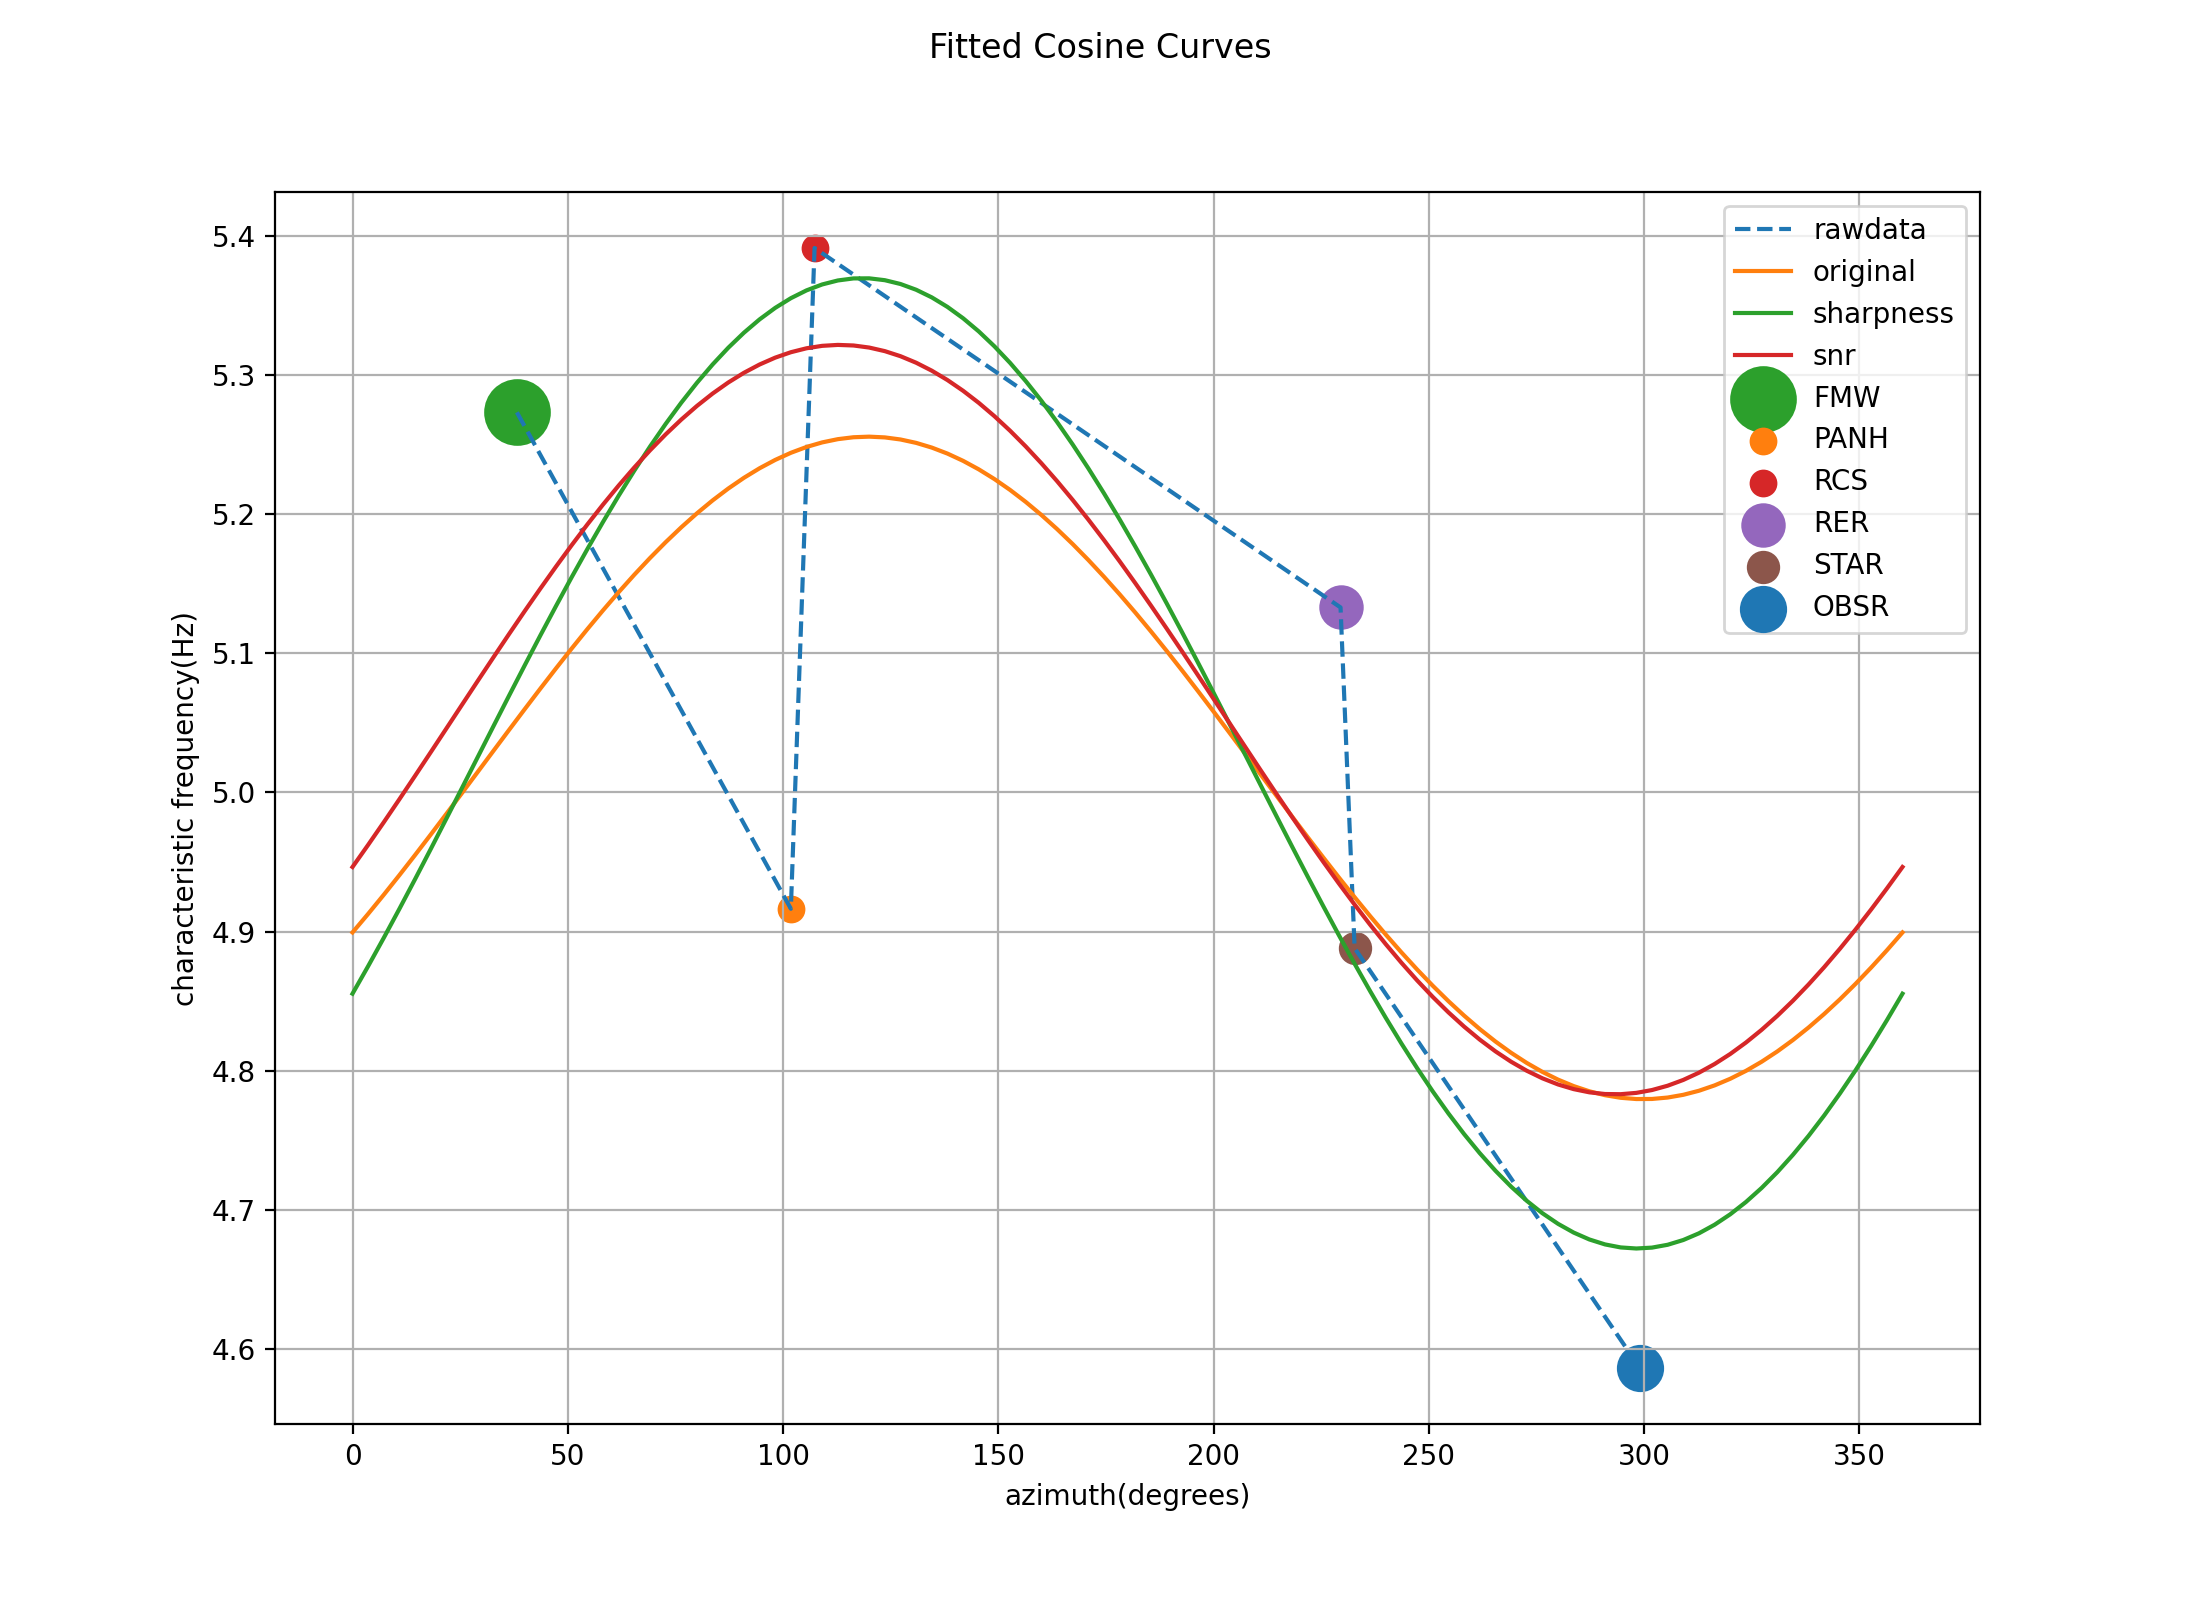 Fitted Cosine Curves
characteristic frequency(Hz)
5.4
5.3
5.2
5.1
5.0
4.9
4.8
4.7
4.6
rawdata
original
sharpness
snr
FMW
PANH
RCS
RER
STAR
OBSR
0 50 100 150 200 250 300 350
azimuth(degrees)